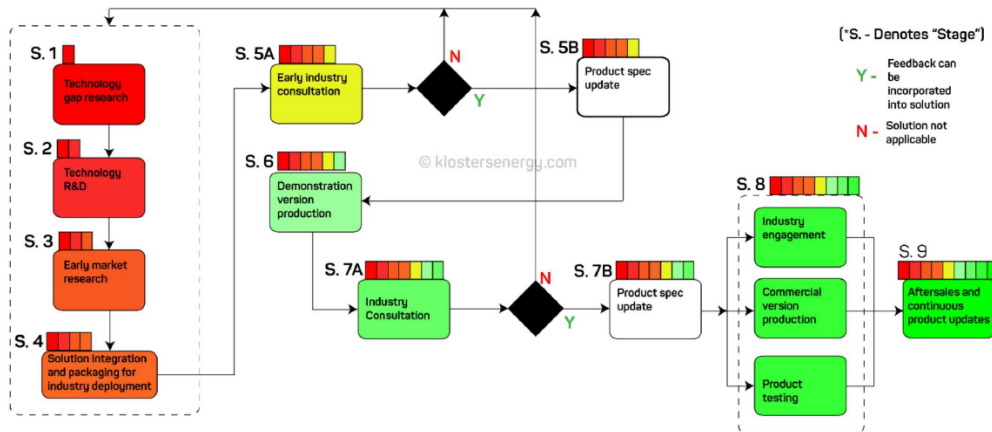 S. 1
Technology
gap research
S. 2
Technology
R&D
S. 3
Early market
research
S. 4
Solution integration
and packaging for
industry deployment
S. 5A
Early industry
consultation
N
Y
S. 5B
Product spec
update
(*S. - Denotes "Stage")
Y - Feedback can
be
incorporated
into solution
N - Solution not
applicable
© klostersenergy.com
S. 6
Demonstration
version
production
S. 7A
Industry
Consultation
N
Y
S. 7B
Product spec
update
S. 8
Industry
engagement
Commercial
version
production
Product
testing
S. 9
Aftersales and
continuous
product updates